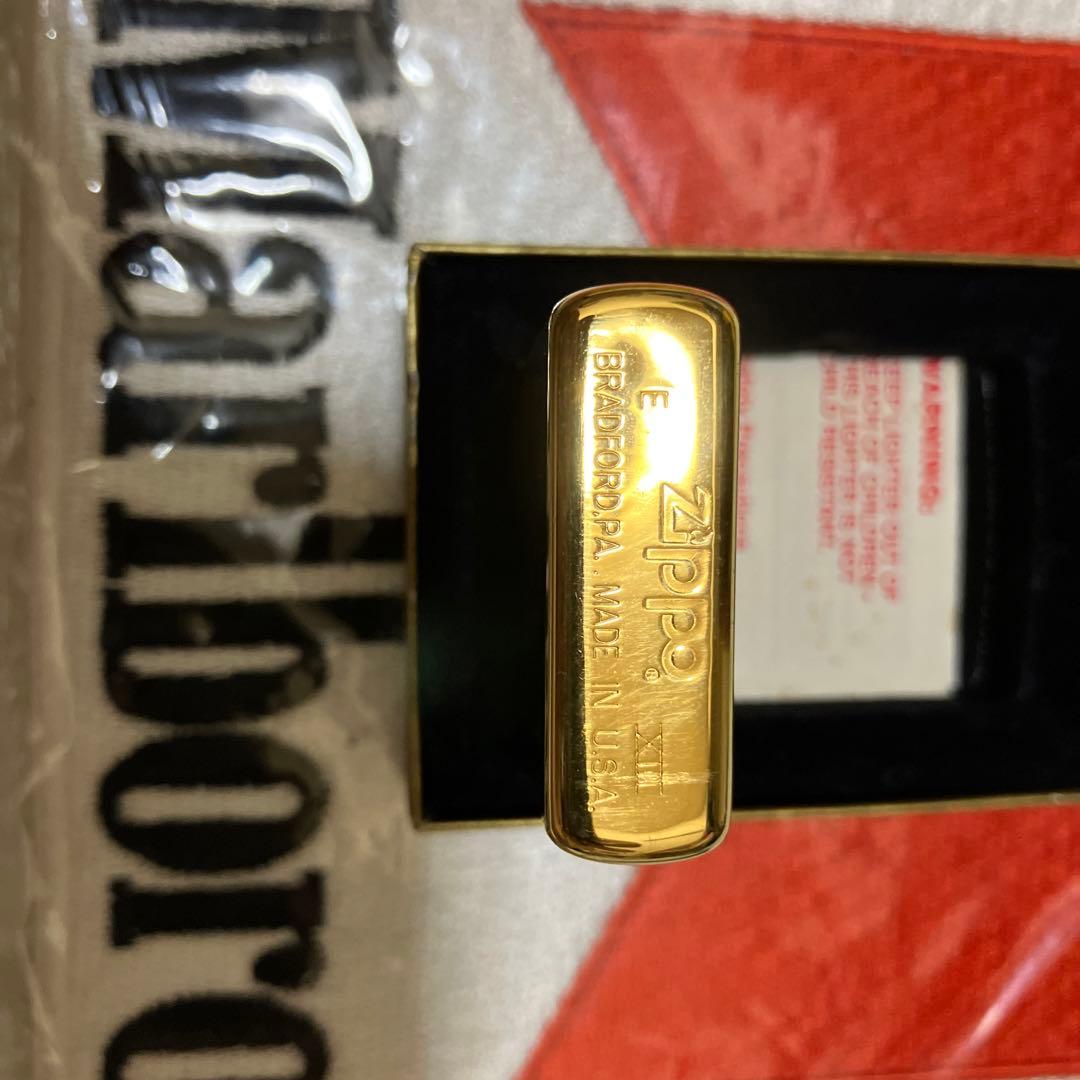 Marlboro
Zippo®
E XII
BRADFORD,PA. MADE IN U.S.A.
WARNING:
KEEP LIGHTER OUT OF
REACH OF CHILDREN.
THIS LIGHTER IS NOT
CHILD RESISTANT.